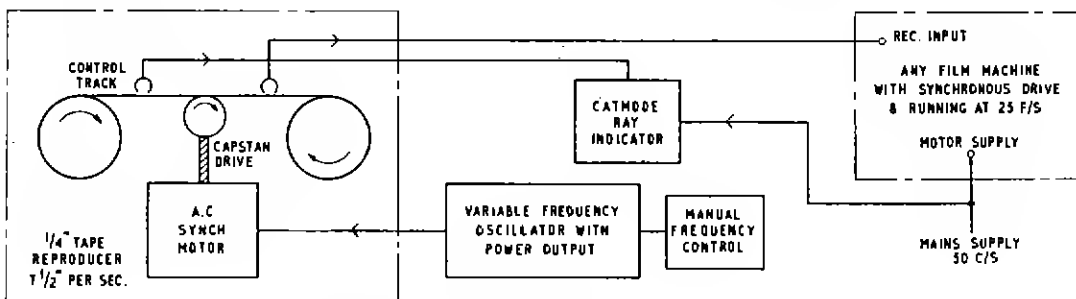 CONTROL
TRACK
CAPSTAN
DRIVE
A.C
SYNCH
MOTOR
1/4" TAPE
REPRODUCER
7 1/2" PER SEC.
CATHODE
RAY
INDICATOR
VARIABLE FREQUENCY
OSCILLATOR WITH
POWER OUTPUT
MANUAL
FREQUENCY
CONTROL
REC. INPUT
ANY FILM MACHINE
WITH SYNCHRONOUS DRIVE
& RUNNING AT 25 F/S
MOTOR SUPPLY
MAINS SUPPLY
50 C/S